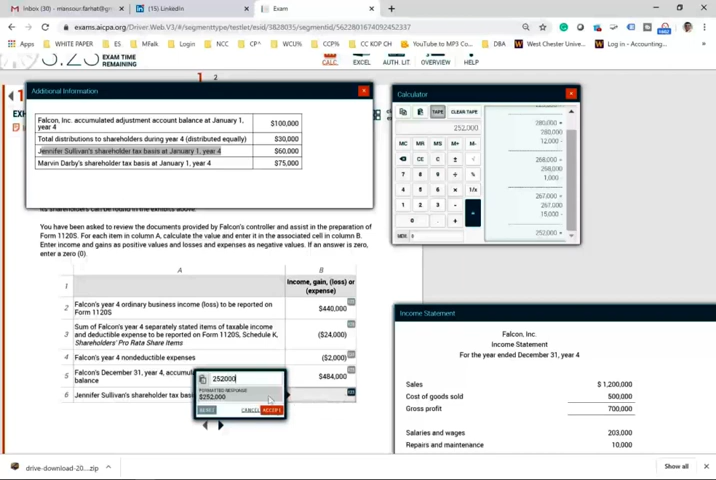 Inbox (30) - mansour.farhat@gr
(15) LinkedIn
Exam
exams.aicpa.org/Driver.Web.V3/#/segmenttype/testlet/esid/3828035/segmentid/5622801674092452337
Apps
WHITE PAPER
ES
MFalk
Login
NCC
CP^
WCU%
CCP%
CC KOP CH
YouTube to MP3 Co...
DBA
West Chester Unive...
Log in - Accounting...
EXAM TIME
REMAINING
1 2
CALC.
EXCEL
AUTH LIT.
OVERVIEW
HELP
Additional Information
Falcon, Inc. accumulated adjustment account balance at January 1, year 4 $100,000
Total distributions to shareholders during year 4 (distributed equally) $30,000
Jennifer Sullivan's shareholder tax basis at January 1, year 4 $60,000
Marvin Darby's shareholder tax basis at January 1, year 4 $75,000
Calculator
TAPE
CLEAR TAPE
252,000
MC MR MS M+ M-
CE C ±
7 8 9 ÷ %
4 5 6 × 1/x
1 2 3 -
0 . +
MEM 0
280,000 +
280,000
12,000 -
268,000 =
268,000
1,000 -
267,000 =
267,000
15,000 -
252,000 =
its shareholders can be found in the exhibits above.
You have been asked to review the documents provided by Falcon's controller and assist in the preparation of
Form 1120S. For each item in column A, calculate the value and enter it in the associated cell in column B.
Enter income and gains as positive values and losses and expenses as negative values. If an answer is zero,
enter a zero (0).
A B
1 Income, gain, (loss) or
(expense)
2 Falcon's year 4 ordinary business income (loss) to be reported on
Form 1120S $440,000
3 Sum of Falcon's year 4 separately stated items of taxable income
and deductible expense to be reported on Form 1120S, Schedule K,
Shareholders' Pro Rata Share Items ($24,000)
4 Falcon's year 4 nondeductible expenses ($2,000)
5 Falcon's December 31, year 4, accumu
balance $484,000
6 Jennifer Sullivan's shareholder tax basi
252000
FORMATTED RESPONSE
$252,000
RESET
CANCEL
ACCEPT
Income Statement
Falcon, Inc.
Income Statement
For the year ended December 31, year 4
Sales $ 1,200,000
Cost of goods sold 500,000
Gross profit 700,000
Salaries and wages 203,000
Repairs and maintenance 10,000
drive-download-20....zip
Show all